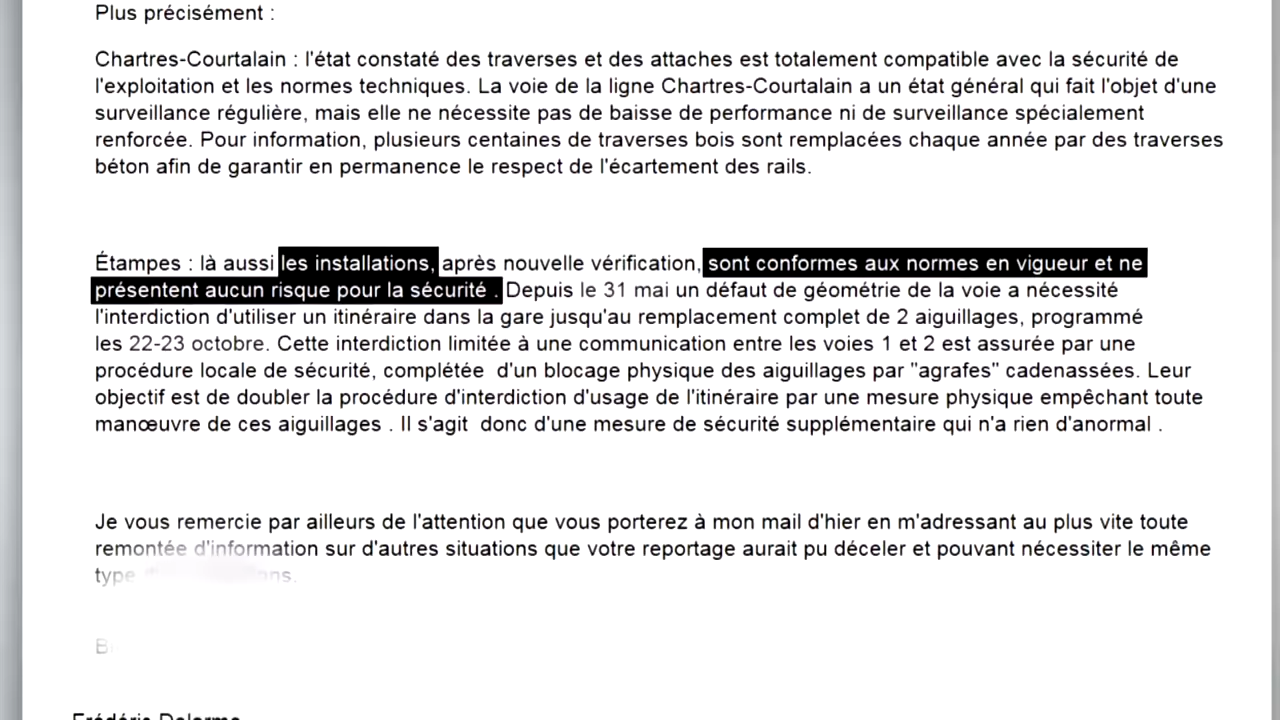 Plus précisément :
Chartres-Courtalain : l'état constaté des traverses et des attaches est totalement compatible avec la sécurité de
l'exploitation et les normes techniques. La voie de la ligne Chartres-Courtalain a un état général qui fait l'objet d'une
surveillance régulière, mais elle ne nécessite pas de baisse de performance ni de surveillance spécialement
renforcée. Pour information, plusieurs centaines de traverses bois sont remplacées chaque année par des traverses
béton afin de garantir en permanence le respect de l'écartement des rails.
Étampes : là aussi les installations, après nouvelle vérification, sont conformes aux normes en vigueur et ne
présentent aucun risque pour la sécurité . Depuis le 31 mai un défaut de géométrie de la voie a nécessité
l'interdiction d'utiliser un itinéraire dans la gare jusqu'au remplacement complet de 2 aiguillages, programmé
les 22-23 octobre. Cette interdiction limitée à une communication entre les voies 1 et 2 est assurée par une
procédure locale de sécurité, complétée  d'un blocage physique des aiguillages par "agrafes" cadenassées. Leur
objectif est de doubler la procédure d'interdiction d'usage de l'itinéraire par une mesure physique empêchant toute
manœuvre de ces aiguillages . Il s'agit  donc d'une mesure de sécurité supplémentaire qui n'a rien d'anormal .
Je vous remercie par ailleurs de l'attention que vous porterez à mon mail d'hier en m'adressant au plus vite toute
remontée d'information sur d'autres situations que votre reportage aurait pu déceler et pouvant nécessiter le même
type